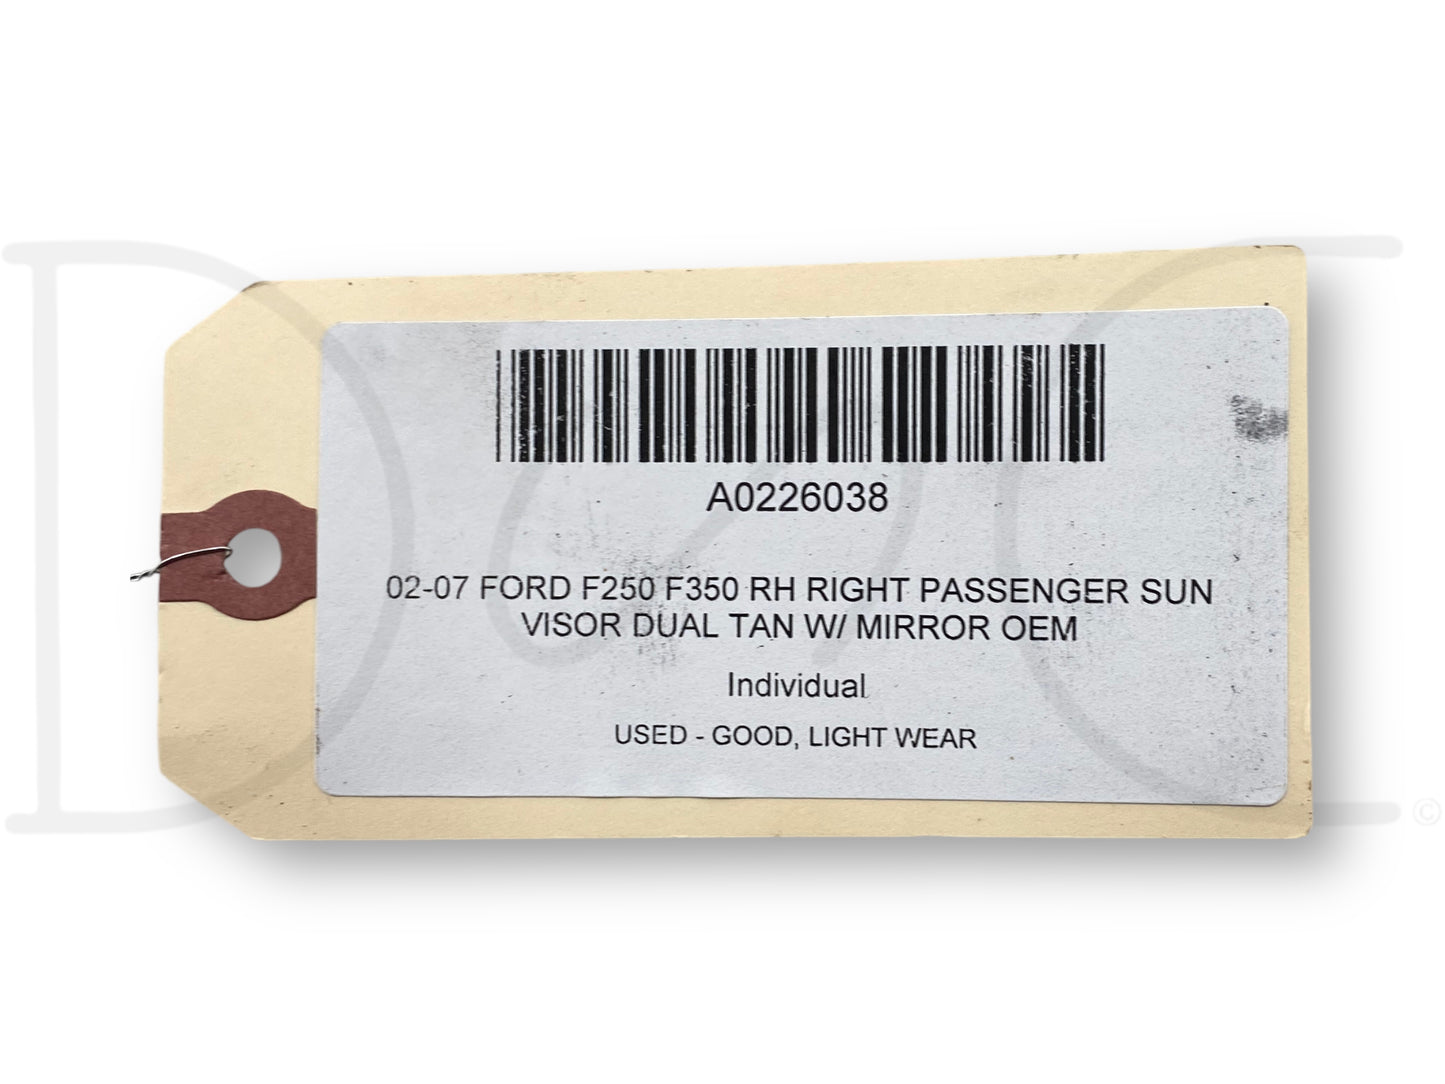 A0226038
02-07 FORD F250 F350 RH RIGHT PASSENGER SUN
VISOR DUAL TAN W/ MIRROR OEM
Individual
USED - GOOD, LIGHT WEAR
©